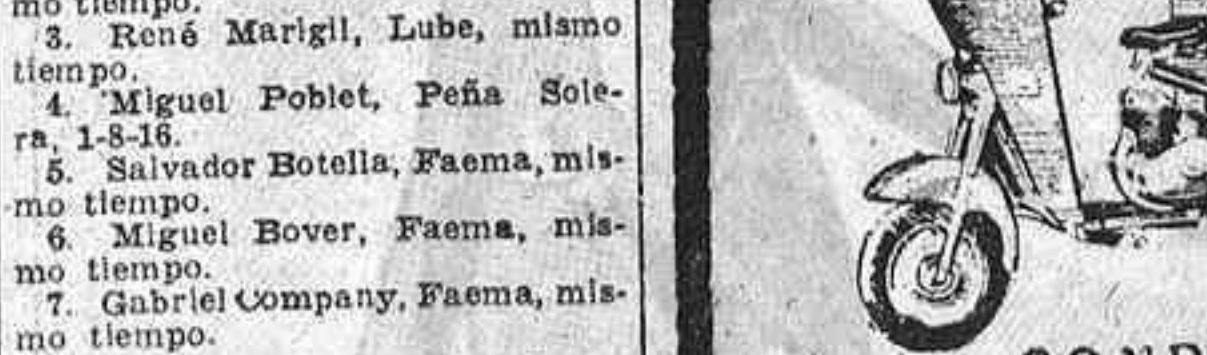 mo tiempo.
3. René Marigil, Lube, mismo
tiempo.
4. Miguel Poblet, Peña Sole-
ra, 1-8-16.
5. Salvador Botella, Faema, mis-
mo tiempo.
6. Miguel Bover, Faema, mis-
mo tiempo.
7. Gabriel Company, Faema, mis-
mo tiempo.